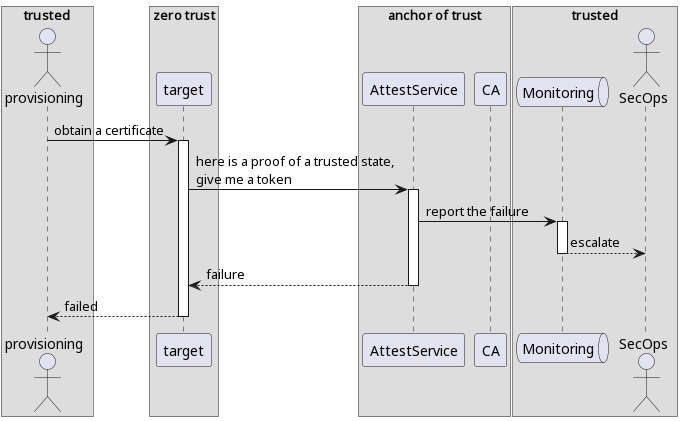 trusted
zero trust
anchor of trust
trusted
provisioning
target
AttestService
CA
Monitoring
SecOps
obtain a certificate
here is a proof of a trusted state,
give me a token
report the failure
escalate
failure
failed
provisioning
target
AttestService
CA
Monitoring
SecOps